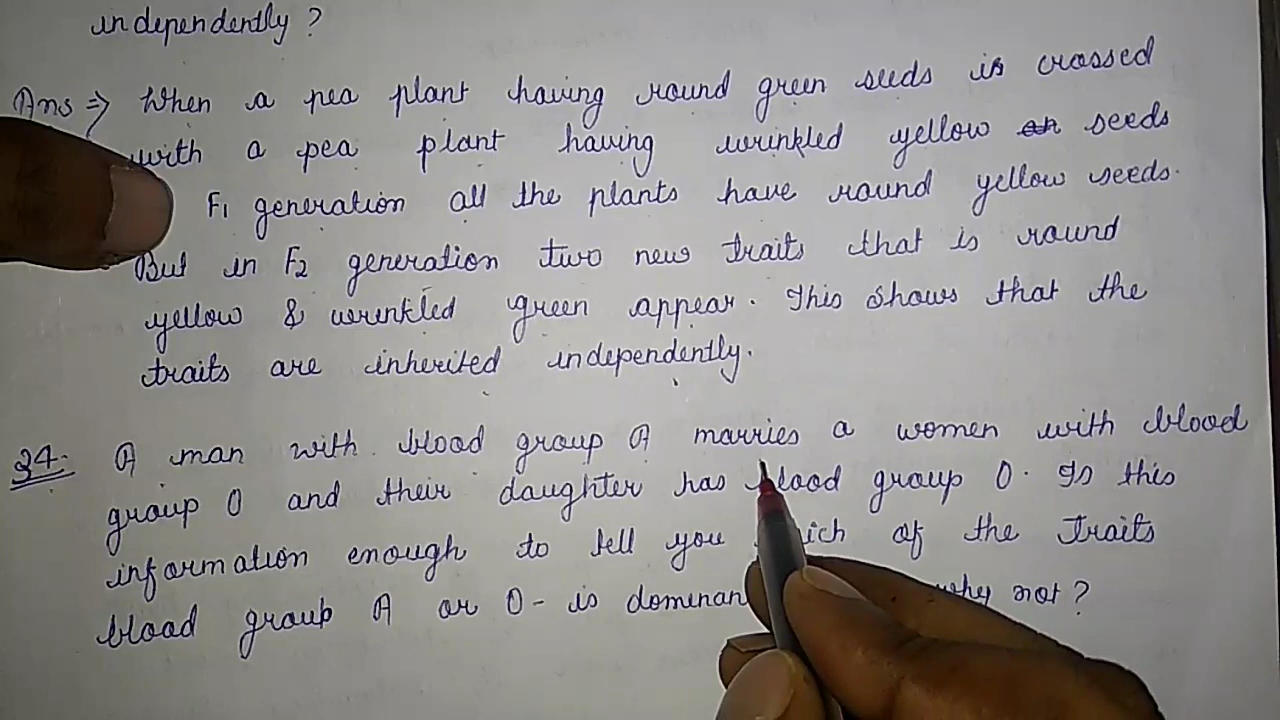 independently ?
Ans ⇒ When a pea plant having round green seeds is crossed
with a pea plant having wrinkled yellow seeds
F1 generation all the plants have round yellow seeds.
But in F2 generation two new traits that is round
yellow & wrinkled green appear. This shows that the
traits are inherited independently.
34. A man with blood group A marries a women with blood
group O and their daughter has blood group O. Is this
information enough to tell you of the traits
blood group A or O - is why not ?